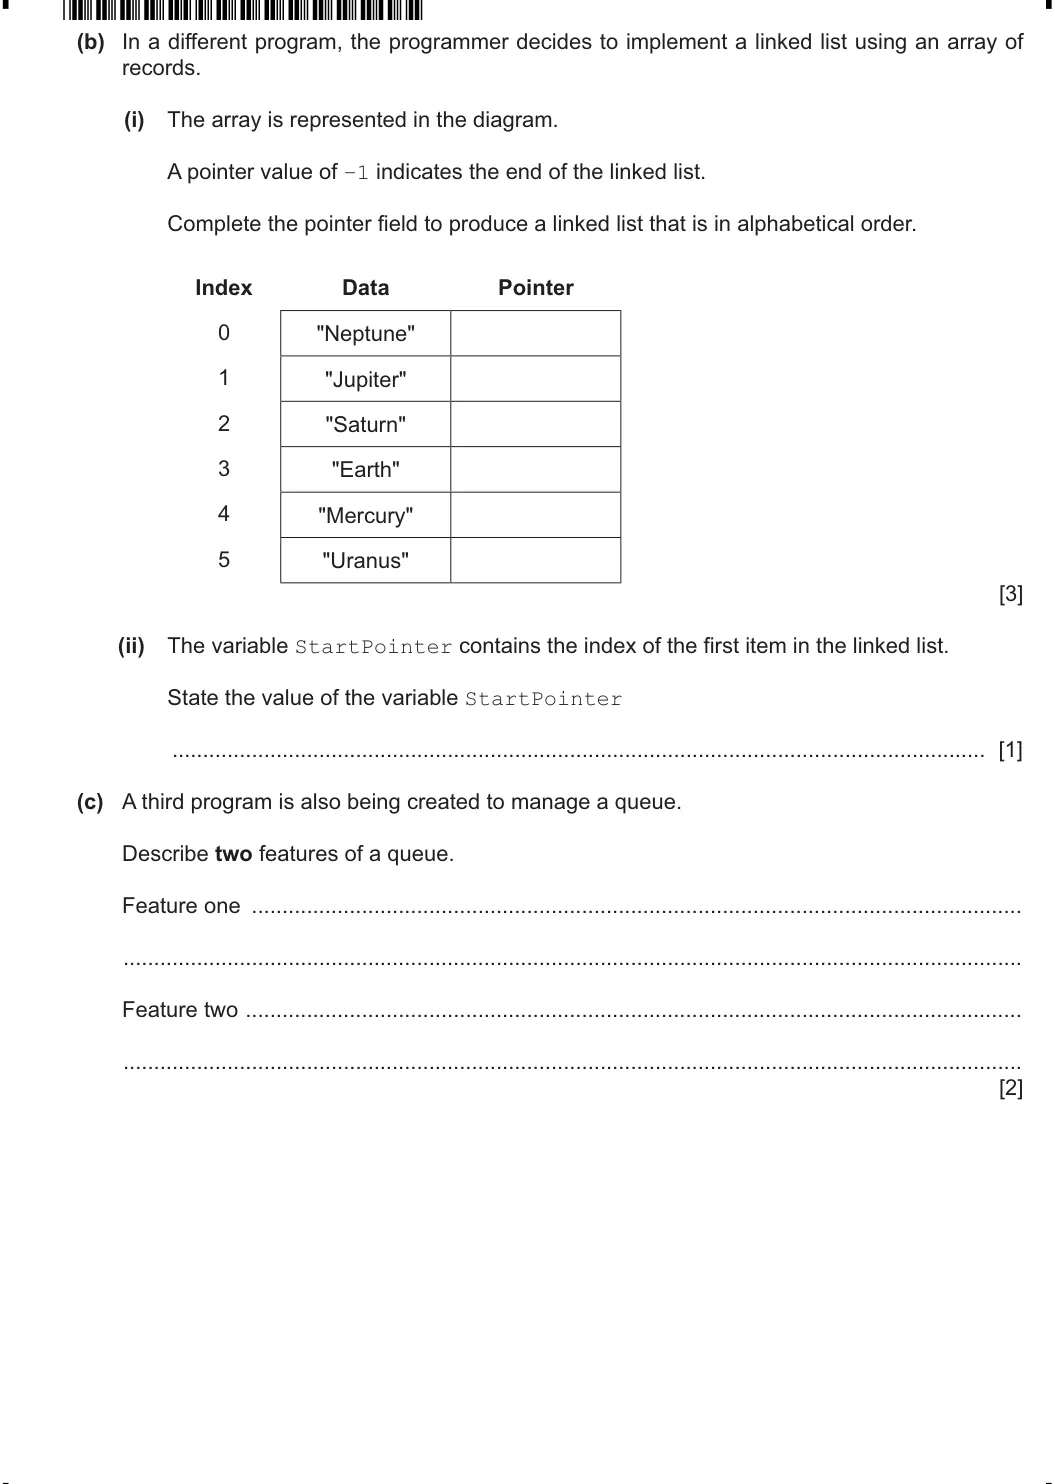 (b) In a different program, the programmer decides to implement a linked list using an array of
records.
(i) The array is represented in the diagram.
A pointer value of -1 indicates the end of the linked list.
Complete the pointer field to produce a linked list that is in alphabetical order.
Index Data Pointer
0 "Neptune"
1 "Jupiter"
2 "Saturn"
3 "Earth"
4 "Mercury"
5 "Uranus"
[3]
(ii) The variable StartPointer contains the index of the first item in the linked list.
State the value of the variable StartPointer
...................................................................................................................................... [1]
(c) A third program is also being created to manage a queue.
Describe two features of a queue.
Feature one ...............................................................................................................................
....................................................................................................................................................
Feature two ................................................................................................................................
....................................................................................................................................................
[2]